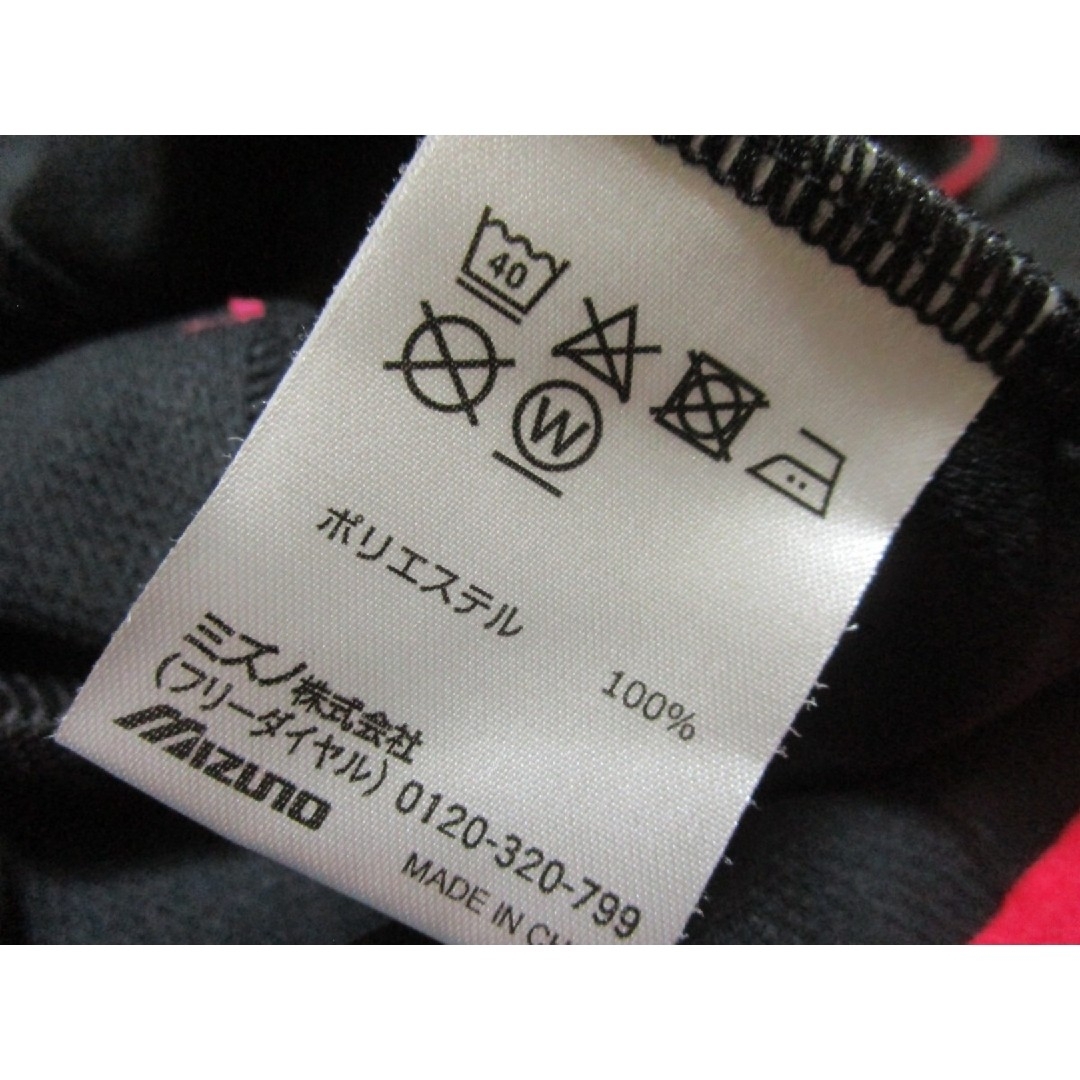 40
W
ポリエステル 100%
ミズノ株式会社
(フリーダイヤル) 0120-320-799
MIZUNO
MADE IN